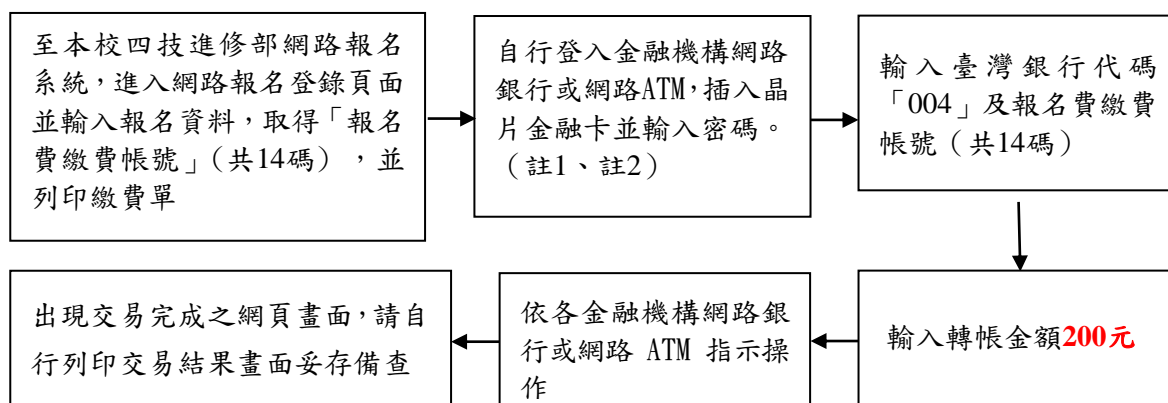 至本校四技進修部網路報名
系統，進入網路報名登錄頁面
並輸入報名資料，取得「報名
費繳費帳號」（共14碼），並
列印繳費單
自行登入金融機構網路
銀行或網路ATM，插入晶
片金融卡並輸入密碼。
（註1、註2）
輸入臺灣銀行代碼
「004」及報名費繳費
帳號（共14碼）
輸入轉帳金額200元
依各金融機構網路銀
行或網路 ATM 指示操
作
出現交易完成之網頁畫面，請自
行列印交易結果畫面妥存備查